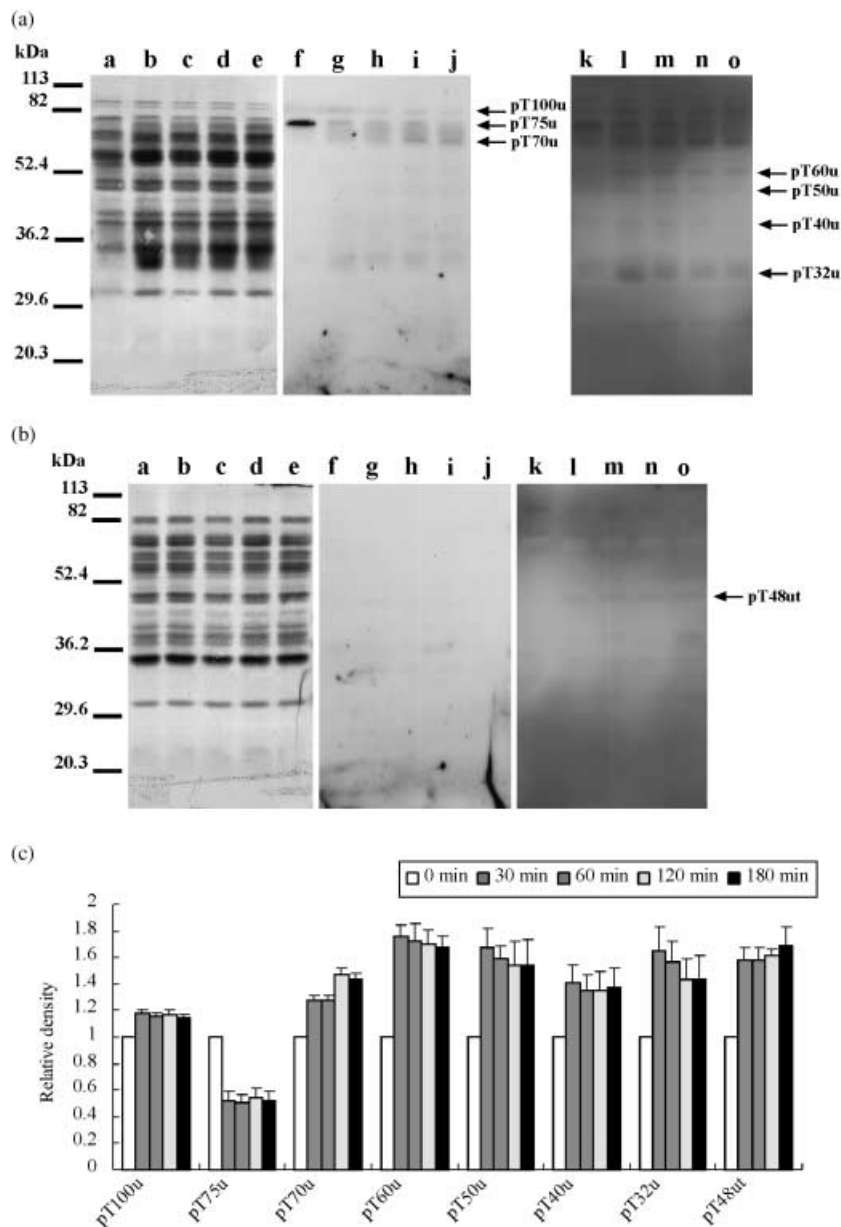 (a)
kDa
a b c d e f g h i j k l m n o
113
82
52.4
36.2
29.6
20.3
pT100u
pT75u
pT70u
pT60u
pT50u
pT40u
pT32u
(b)
kDa
a b c d e f g h i j k l m n o
113
82
52.4
36.2
29.6
20.3
pT48ut
(c)
0 min 30 min 60 min 120 min 180 min
Relative density
2
1.8
1.6
1.4
1.2
1
0.8
0.6
0.4
0.2
0
pT100u pT75u pT70u pT60u pT50u pT40u pT32u pT48ut